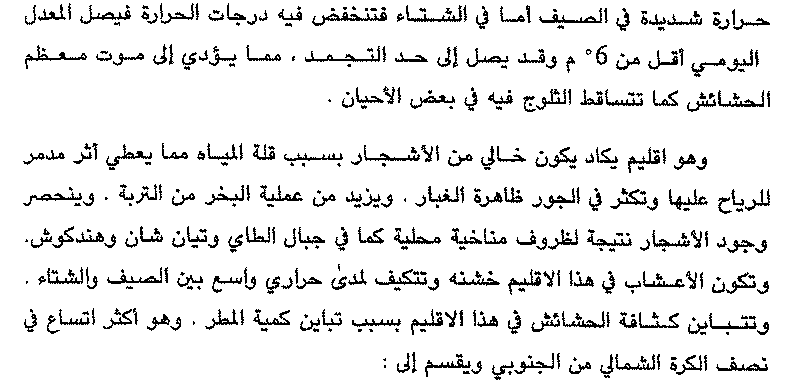 حرارة شديدة في الصيف أما في الشتاء فتنخفض فيه درجات الحرارة فيصل المعدل
اليومي أقل من 6° م وقد يصل إلى حد التجمد ، مما يؤدي إلى موت معظم
الحشائش كما تتساقط الثلوج فيه في بعض الأحيان .
وهو اقليم يكاد يكون خالي من الأشجار بسبب قلة المياه مما يعطي أثر مدمر
للرياح عليها وتكثر في الجور ظاهرة الغبار . ويزيد من عملية البخر من التربة . وينحصر
وجود الأشجار نتيجة لظروف مناخية محلية كما في جبال الطاي وتيان شان وهندكوش.
وتكون الأعشاب في هذا الاقليم خشنه وتتكيف لمدىٰ حراري واسع بين الصيف والشتاء .
وتتباين كثافة الحشائش في هذا الاقليم بسبب تباين كمية المطر . وهو أكثر اتساع في
نصف الكرة الشمالي من الجنوبي ويقسم إلى :